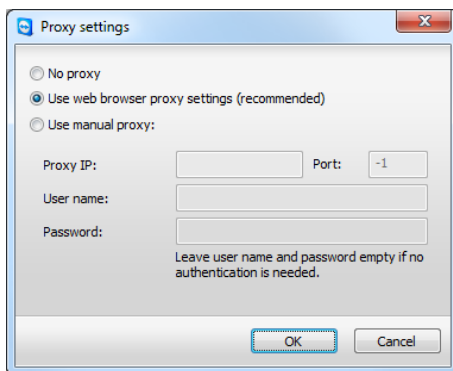 Proxy settings
No proxy
Use web browser proxy settings (recommended)
Use manual proxy:
Proxy IP: Port: -1
User name:
Password:
Leave user name and password empty if no
authentication is needed.
OK Cancel